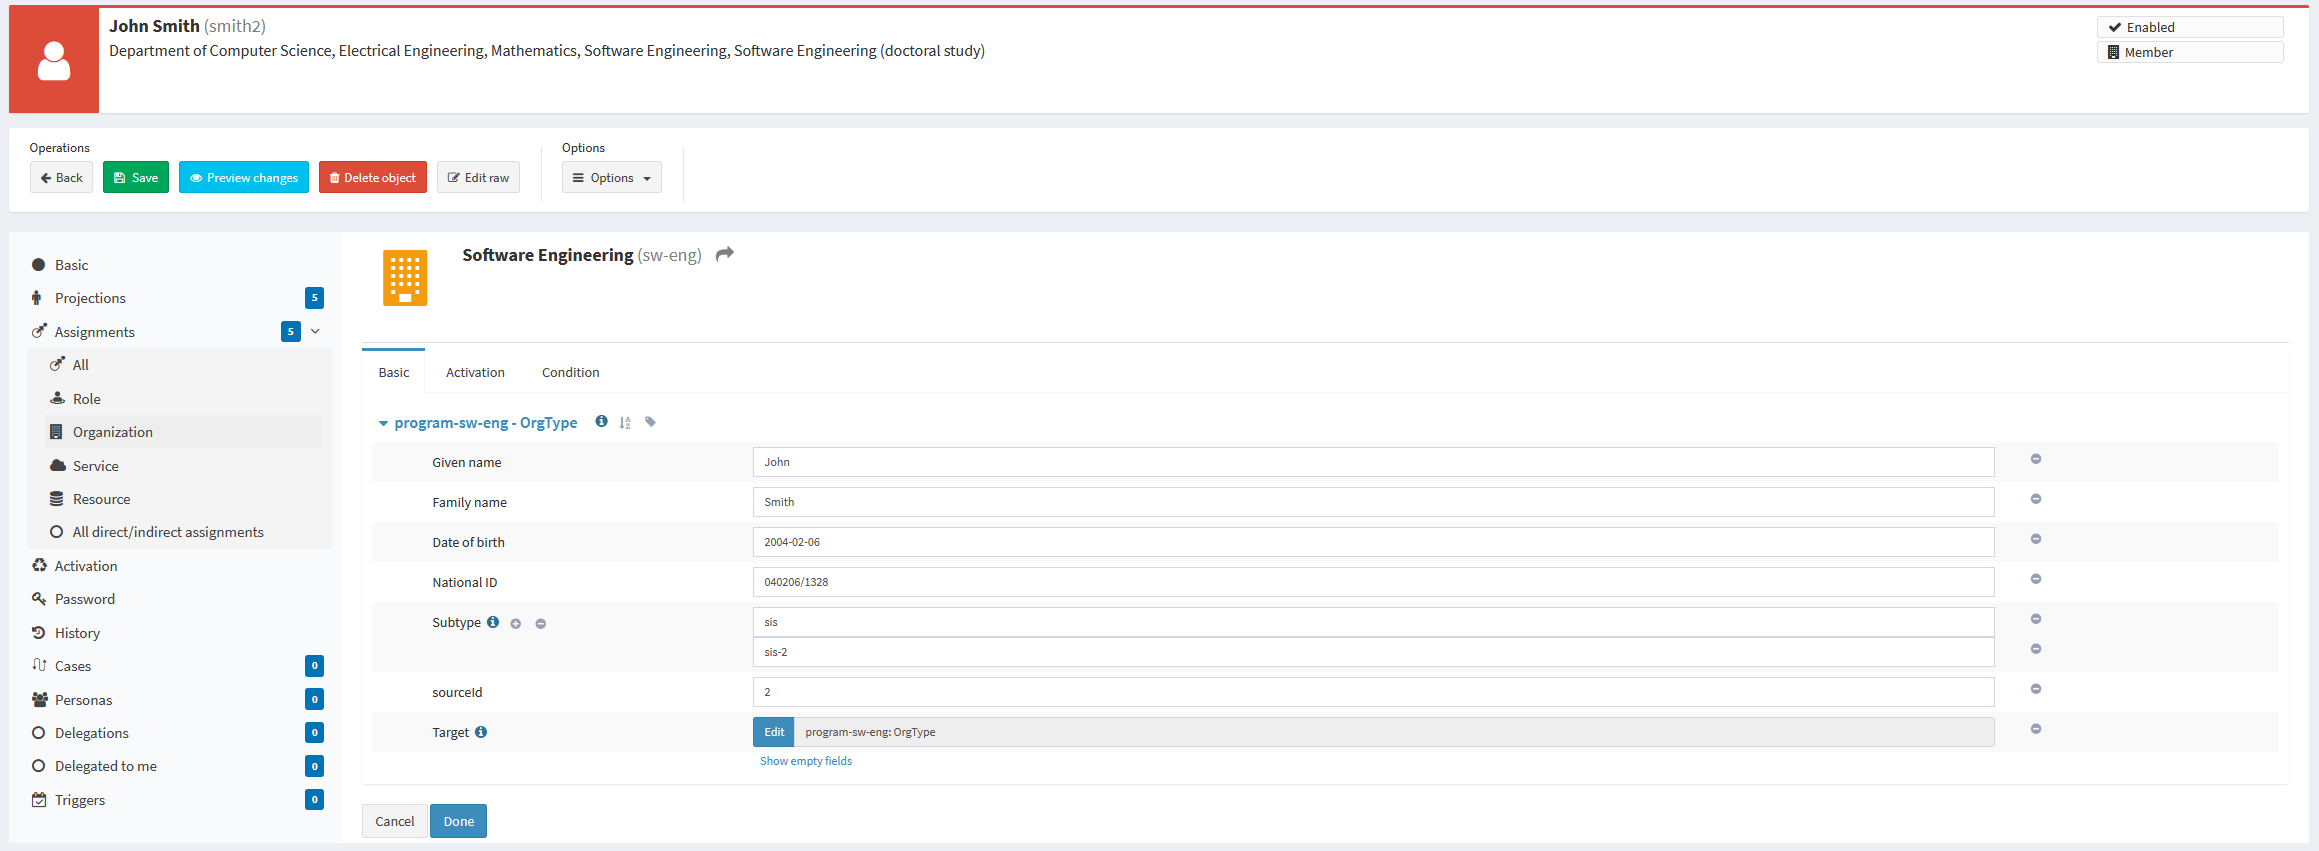 John Smith (smith2)
Department of Computer Science, Electrical Engineering, Mathematics, Software Engineering, Software Engineering (doctoral study)
Enabled
Member
Operations
Options
Back
Save
Preview changes
Delete object
Edit raw
Options
Basic
Projections 5
Assignments 5
All
Role
Organization
Service
Resource
All direct/indirect assignments
Activation
Password
History
Cases 0
Personas 0
Delegations 0
Delegated to me 0
Triggers 0
Software Engineering (sw-eng)
Basic Activation Condition
program-sw-eng - OrgType
Given name John
Family name Smith
Date of birth 2004-02-06
National ID 040206/1328
Subtype sis
sis-2
sourceId 2
Target Edit program-sw-eng: OrgType
Show empty fields
Cancel Done